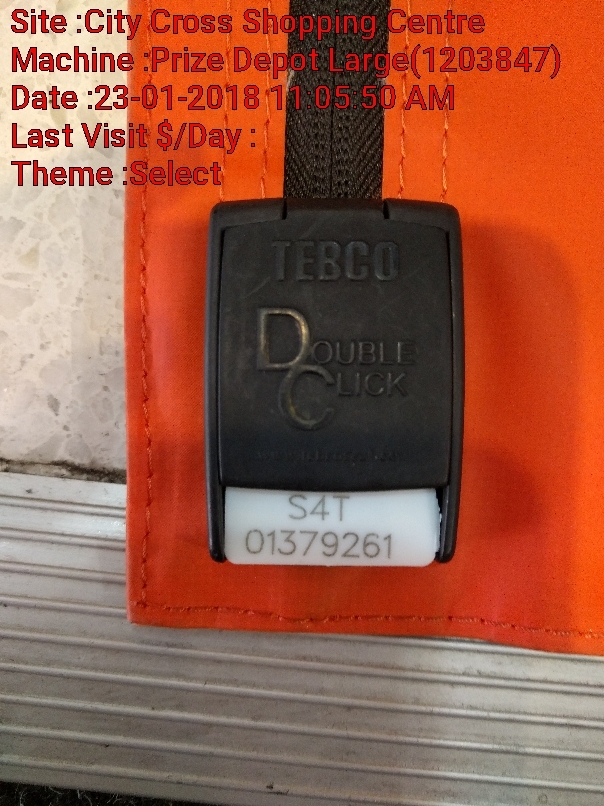 Site :City Cross Shopping Centre
Machine :Prize Depot Large(1203847)
Date :23-01-2018 11 05:50 AM
Last Visit $/Day :
Theme :Select
TEBCO
DOUBLE
CLICK
S4T
01379261